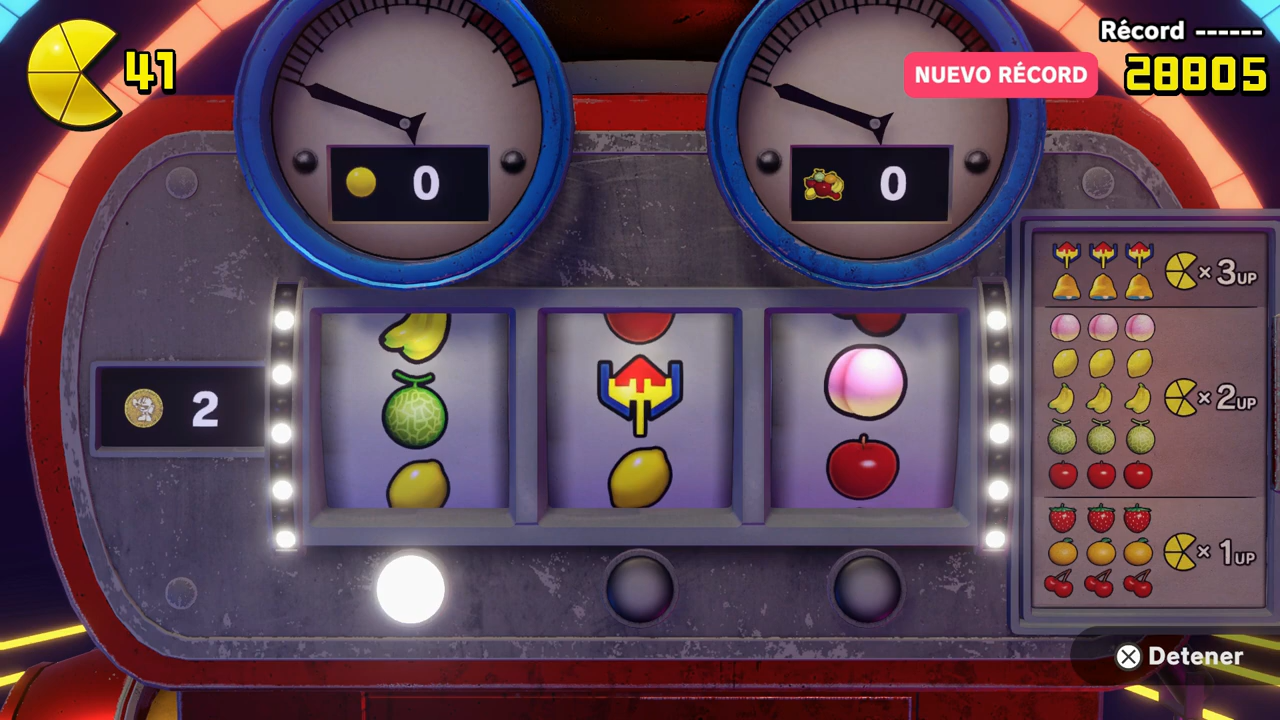 Récord ------
41
NUEVO RÉCORD
28805
0
0
× 3UP
2
× 2UP
× 1UP
Detener